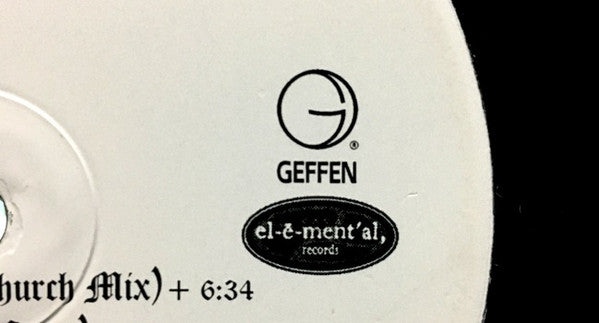 ®
GEFFEN
el-ē-ment'al,
records
hurch Mix) + 6:34